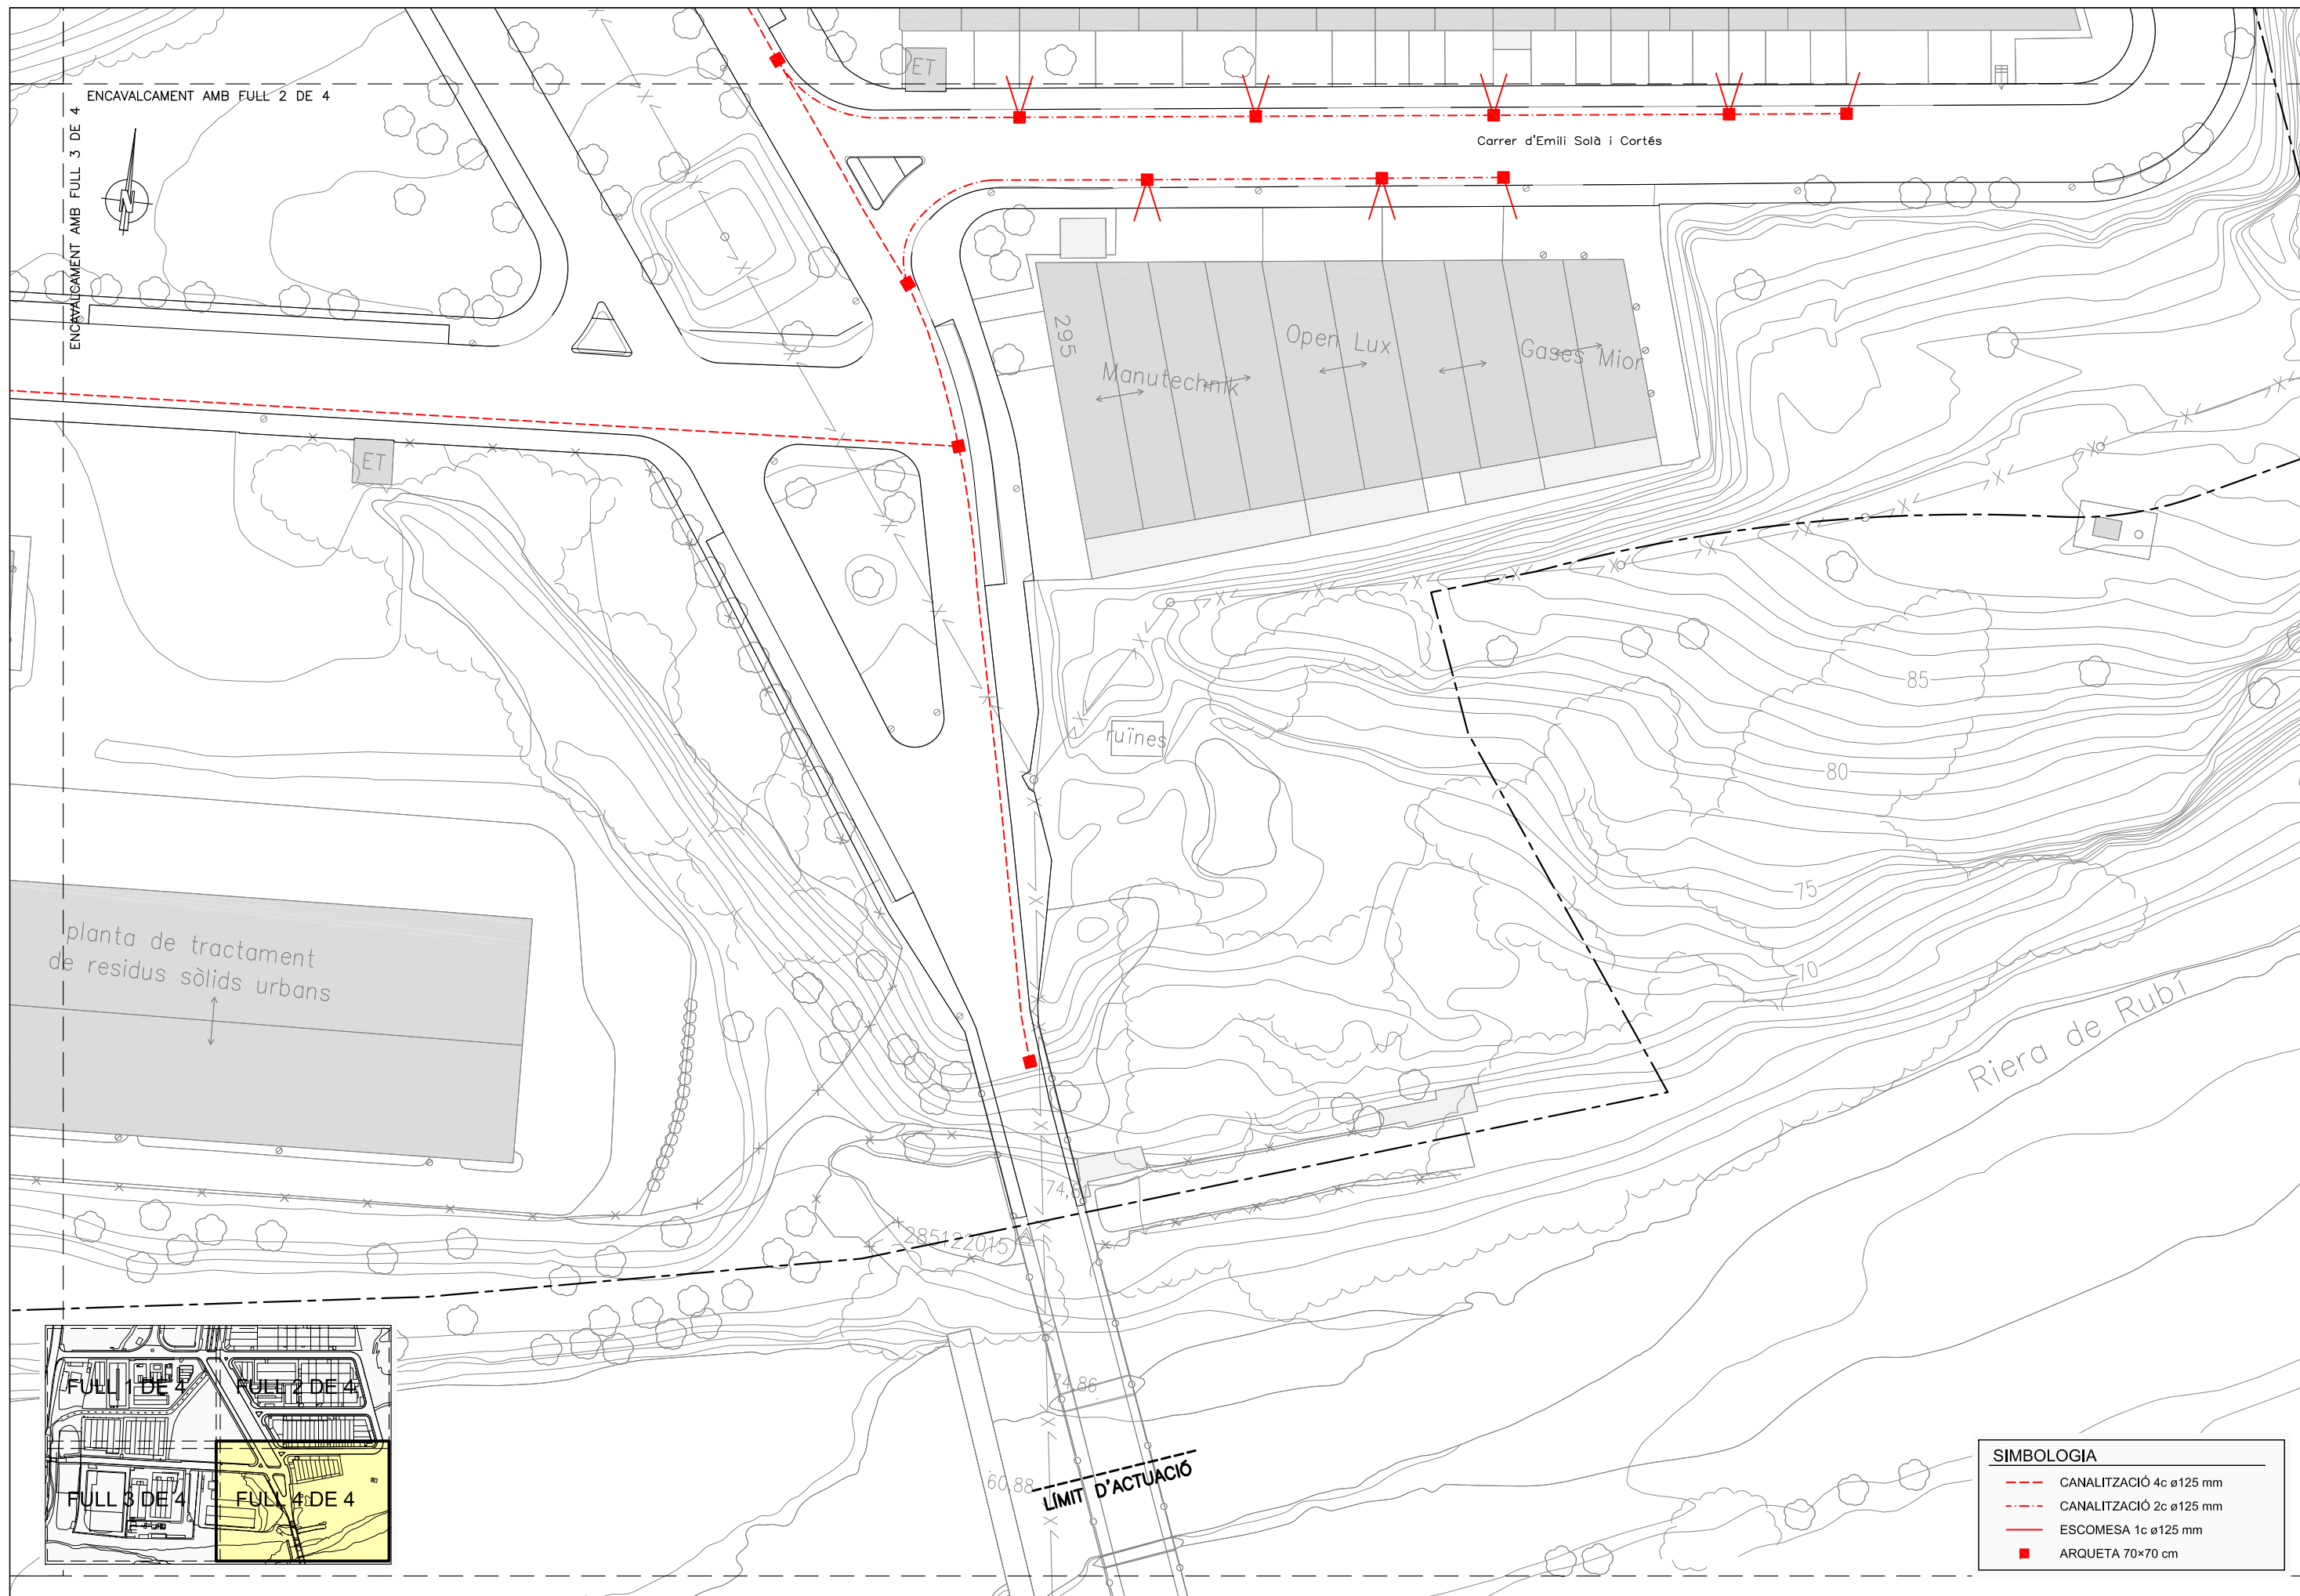 ENCAVALCAMENT AMB FULL 2 DE 4
ENCAVALCAMENT AMB FULL 3 DE 4
ET
Carrer d'Emili Solà i Cortés
295
Manutechnik
Open Lux
Gases Mior
ET
ruïnes
85
80
75
70
planta de tractament
de residus sòlids urbans
Riera de Rubí
74,81
285122015
74,86
60,88
LÍMIT D'ACTUACIÓ
FULL 1 DE 4
FULL 2 DE 4
FULL 3 DE 4
FULL 4 DE 4
SIMBOLOGIA
CANALITZACIÓ 4c ø125 mm
CANALITZACIÓ 2c ø125 mm
ESCOMESA 1c ø125 mm
ARQUETA 70×70 cm